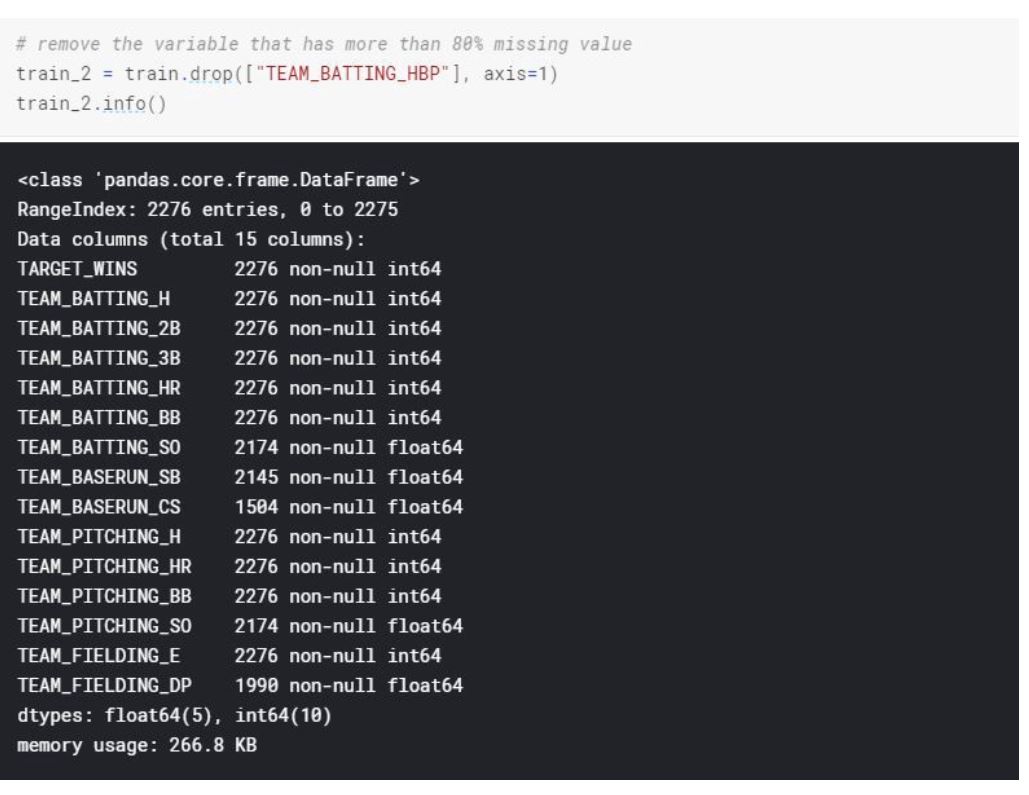 # remove the variable that has more than 80% missing value
train_2 = train.drop(["TEAM_BATTING_HBP"], axis=1)
train_2.info()
<class 'pandas.core.frame.DataFrame'>
RangeIndex: 2276 entries, 0 to 2275
Data columns (total 15 columns):
TARGET_WINS         2276 non-null int64
TEAM_BATTING_H      2276 non-null int64
TEAM_BATTING_2B     2276 non-null int64
TEAM_BATTING_3B     2276 non-null int64
TEAM_BATTING_HR     2276 non-null int64
TEAM_BATTING_BB     2276 non-null int64
TEAM_BATTING_SO     2174 non-null float64
TEAM_BASERUN_SB     2145 non-null float64
TEAM_BASERUN_CS     1504 non-null float64
TEAM_PITCHING_H     2276 non-null int64
TEAM_PITCHING_HR    2276 non-null int64
TEAM_PITCHING_BB    2276 non-null int64
TEAM_PITCHING_SO    2174 non-null float64
TEAM_FIELDING_E     2276 non-null int64
TEAM_FIELDING_DP    1990 non-null float64
dtypes: float64(5), int64(10)
memory usage: 266.8 KB